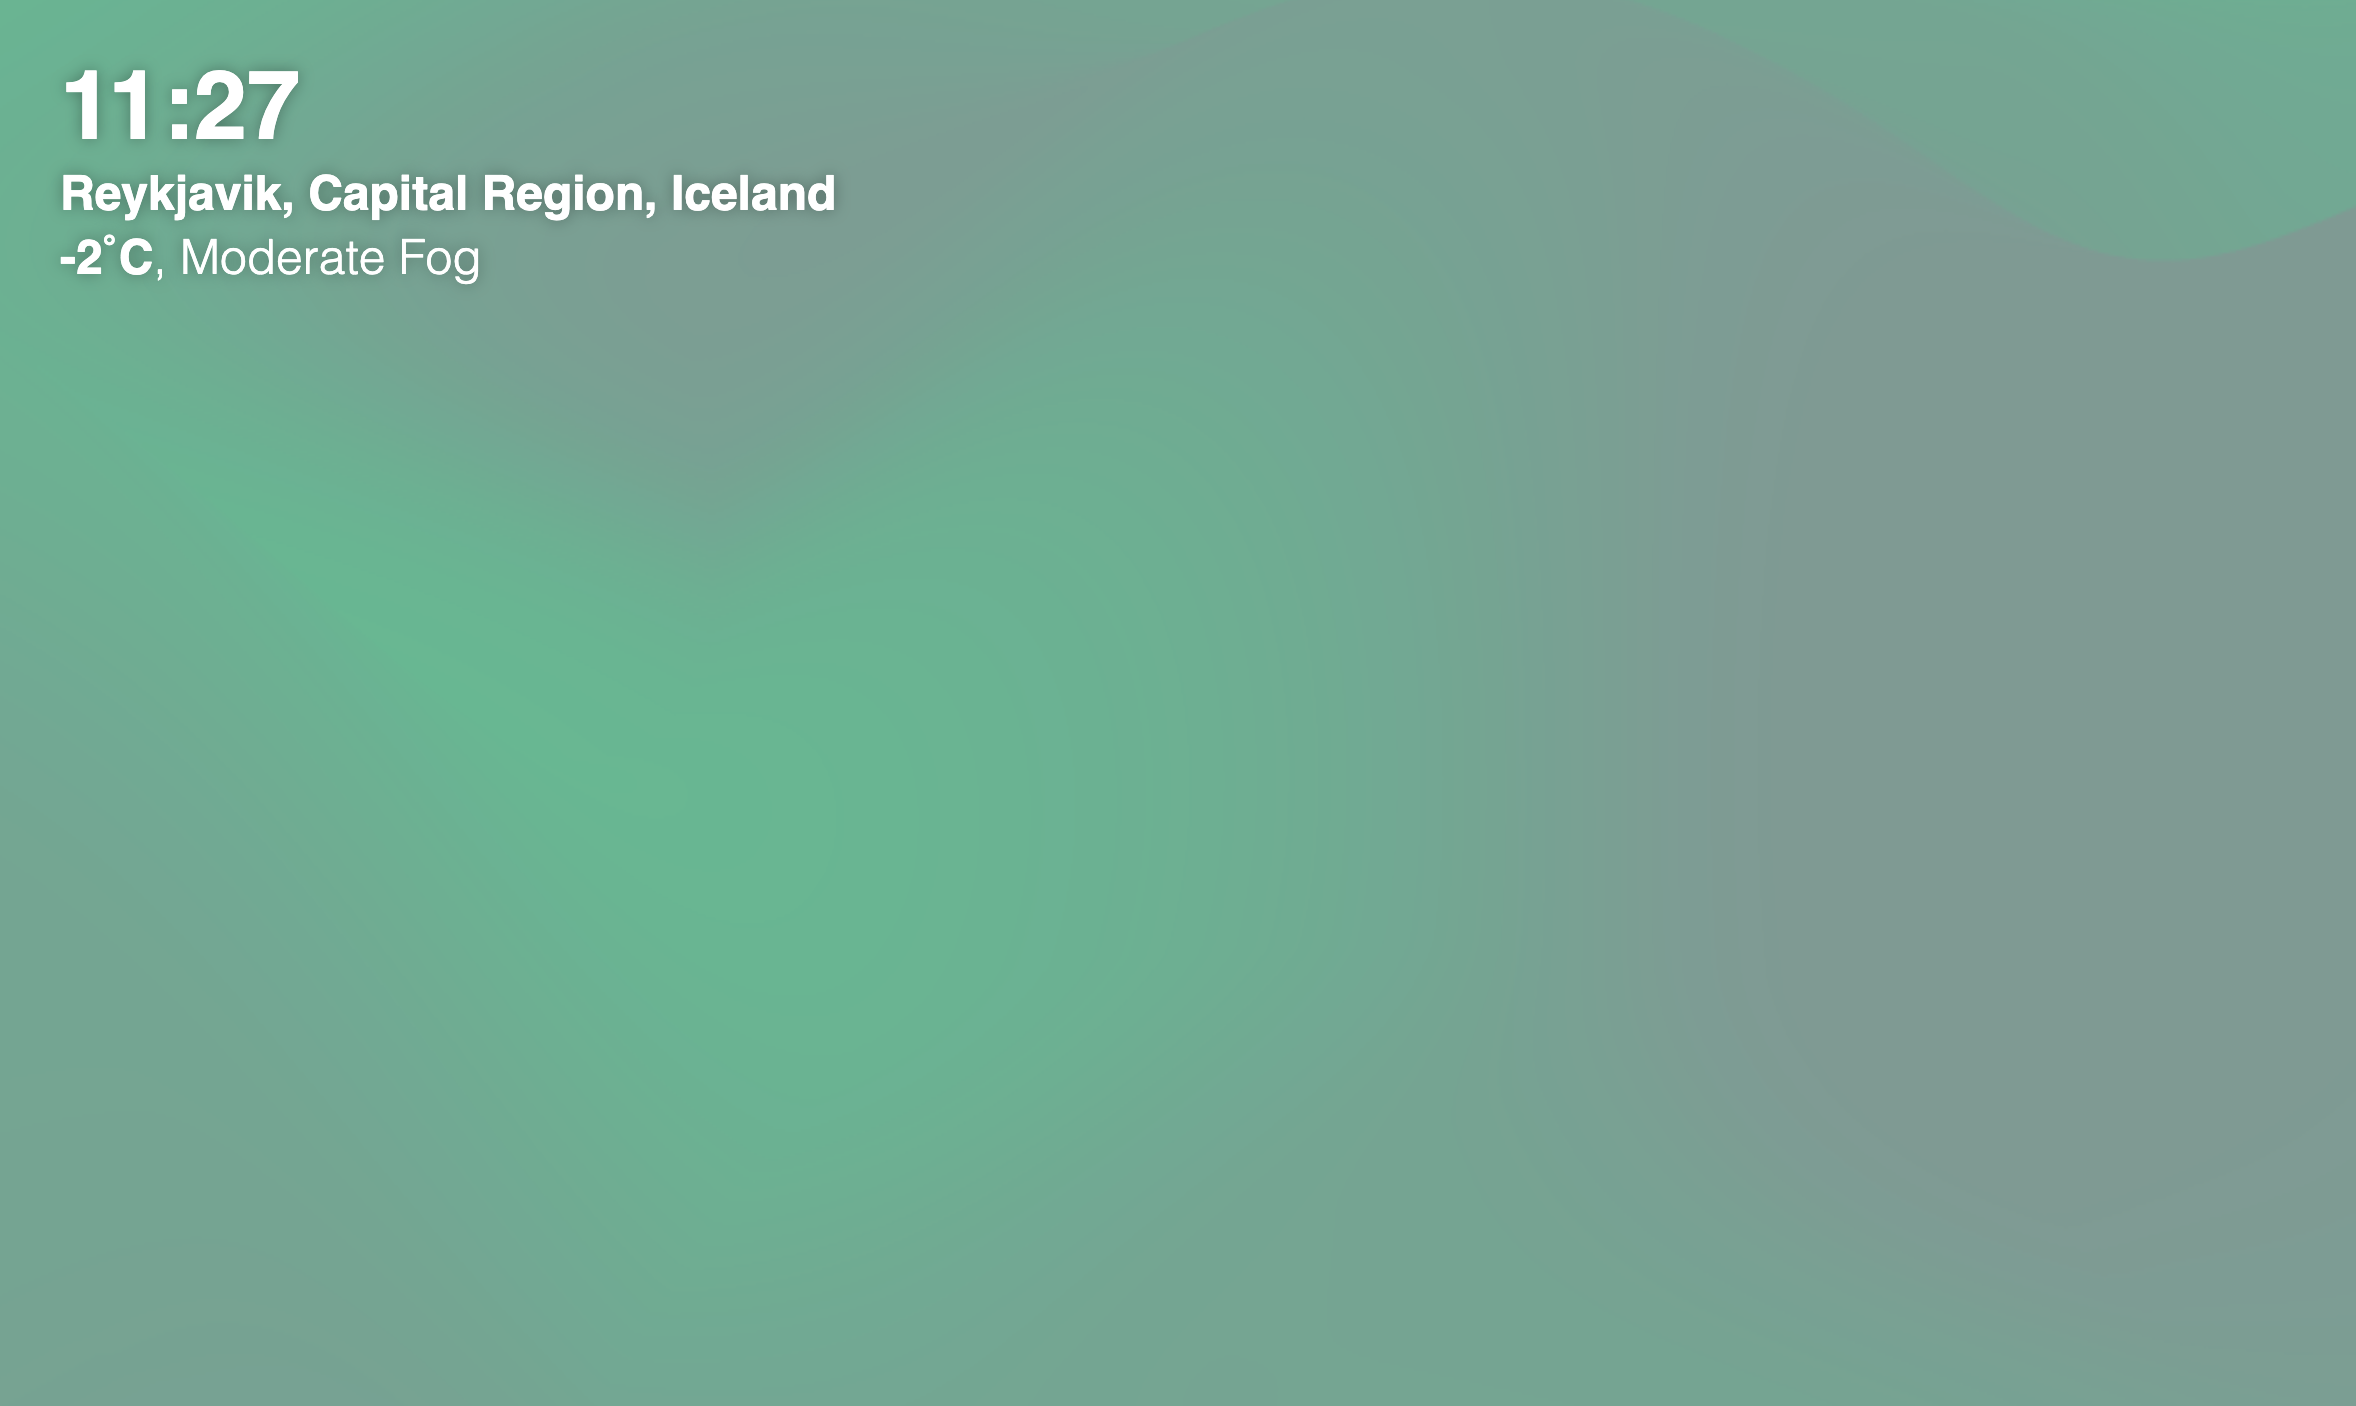 11:27
Reykjavik, Capital Region, Iceland
-2°C, Moderate Fog